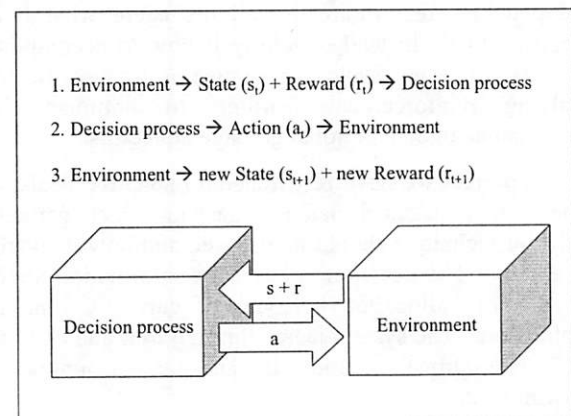 1. Environment → State (sₜ) + Reward (rₜ) → Decision process
2. Decision process → Action (aₜ) → Environment
3. Environment → new State (sₜ₊₁) + new Reward (rₜ₊₁)
s + r
Decision process
a
Environment